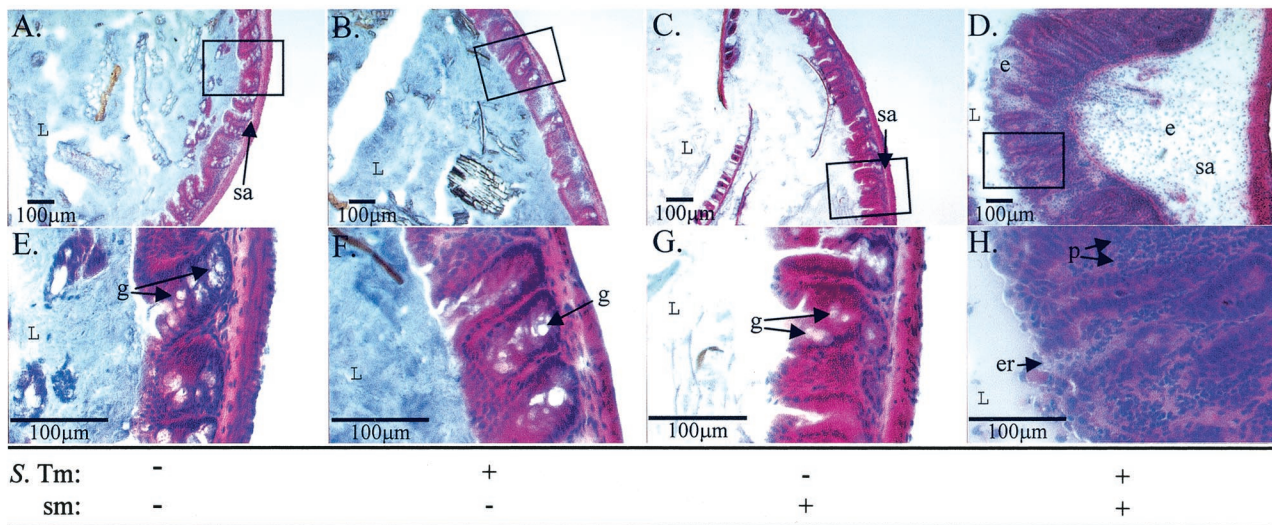 A. B. C. D.
e
L L L L
sa sa e sa
100µm 100µm 100µm 100µm
E. F. G. H.
g g g p
L L L er L
100µm 100µm 100µm 100µm
S. Tm: - + - +
sm: - - + +